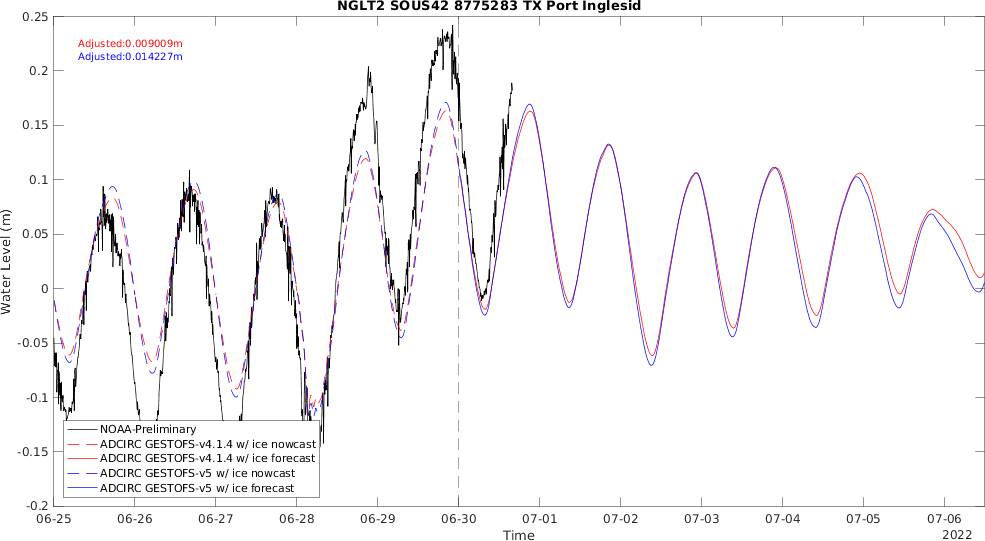 NGLT2 SOUS42 8775283 TX Port Inglesid
Adjusted:0.009009m
Adjusted:0.014227m
Water Level (m)
0.25
0.2
0.15
0.1
0.05
0
-0.05
-0.1
-0.15
-0.2
NOAA-Preliminary
ADCIRC GESTOFS-v4.1.4 w/ ice nowcast
ADCIRC GESTOFS-v4.1.4 w/ ice forecast
ADCIRC GESTOFS-v5 w/ ice nowcast
ADCIRC GESTOFS-v5 w/ ice forecast
06-25 06-26 06-27 06-28 06-29 06-30 07-01 07-02 07-03 07-04 07-05 07-06
Time
2022